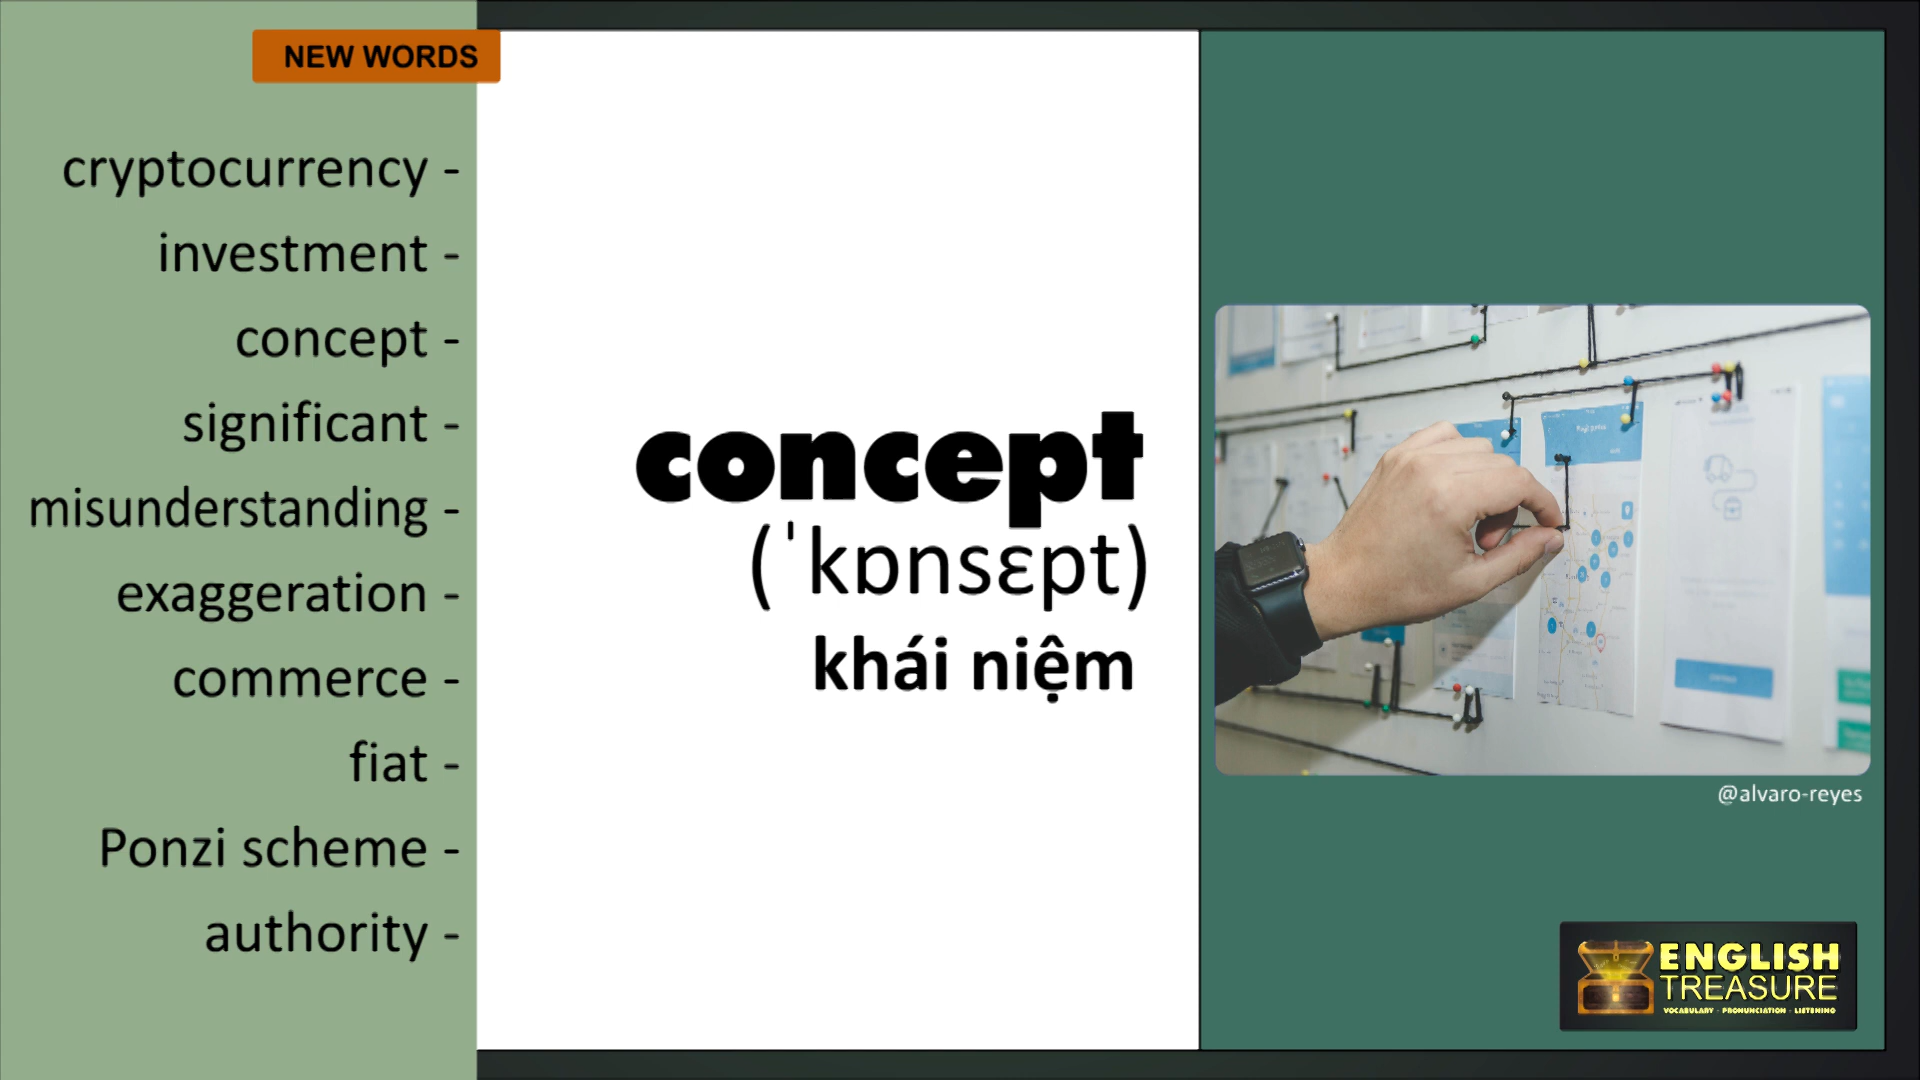 NEW WORDS
cryptocurrency -
investment -
concept -
significant -
misunderstanding -
exaggeration -
commerce -
fiat -
Ponzi scheme -
authority -
concept
(ˈkɒnsɛpt)
khái niệm
@alvaro-reyes
ENGLISH
TREASURE
VOCABULARY - PRONUNCIATION - LISTENING